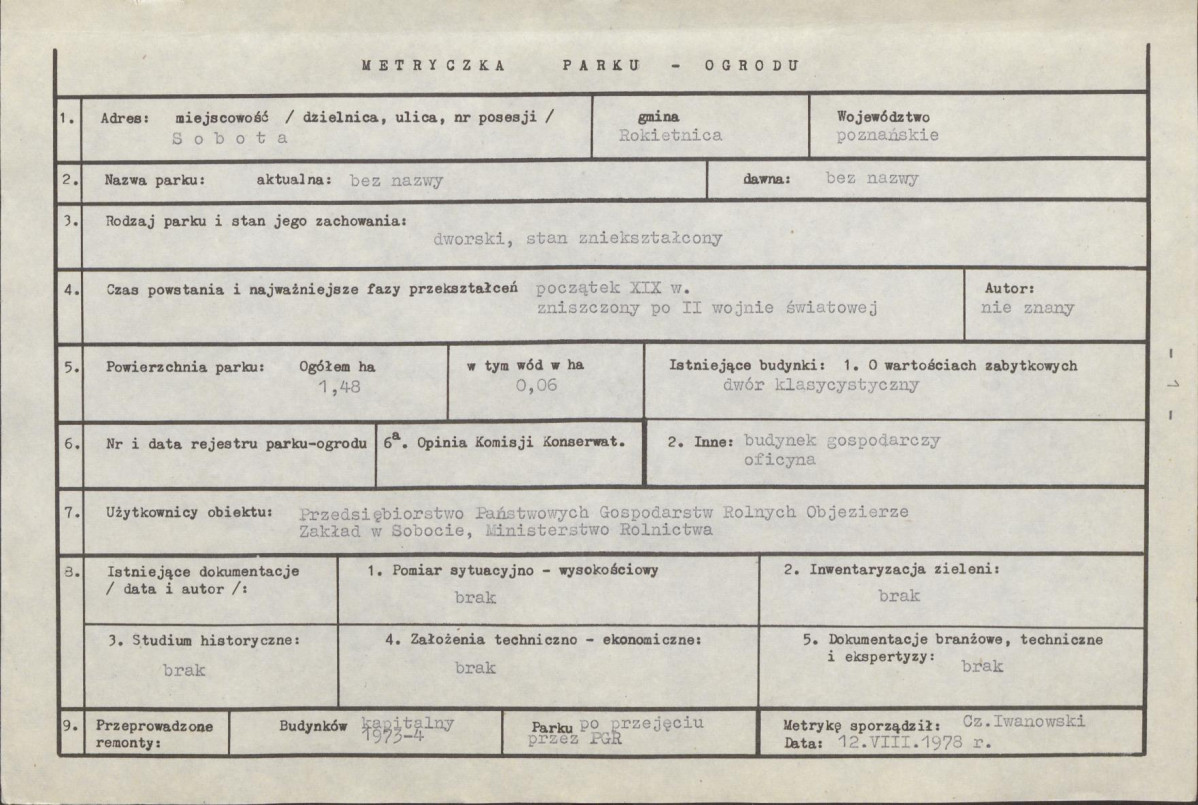 METRYCZKA PARKU - OGRODU
1. Adres: miejscowość / dzielnica, ulica, nr posesji /
Sobota
gmina
Rokietnica
Województwo
poznańskie
2. Nazwa parku: aktualna: bez nazwy
dawna: bez nazwy
3. Rodzaj parku i stan jego zachowania:
dworski, stan zniekształcony
4. Czas powstania i najważniejsze fazy przekształceń początek XIX w.
zniszczony po II wojnie światowej
Autor:
nie znany
5. Powierzchnia parku: Ogółem ha
1,48
w tym wód w ha
0,06
Istniejące budynki: 1. O wartościach zabytkowych
dwór klasycystyczny
6. Nr i data rejestru parku-ogrodu
6a. Opinia Komisji Konserwat.
2. Inne: budynek gospodarczy
oficyna
7. Użytkownicy obiektu: Przedsiębiorstwo Państwowych Gospodarstw Rolnych Objezierze
Zakład w Sobocie, Ministerstwo Rolnictwa
8. Istniejące dokumentacje
/ data i autor /:
1. Pomiar sytuacyjno - wysokościowy
brak
2. Inwentaryzacja zieleni:
brak
3. Studium historyczne:
brak
4. Założenia techniczno - ekonomiczne:
brak
5. Dokumentacje branżowe, techniczne
i ekspertyzy: brak
9. Przeprowadzone
remonty:
Budynków kapitalny
1973-4
Parku po przejęciu
przez PGR
Metrykę sporządził: Cz.Iwanowski
Data: 12.VIII.1978 r.
- 1 -